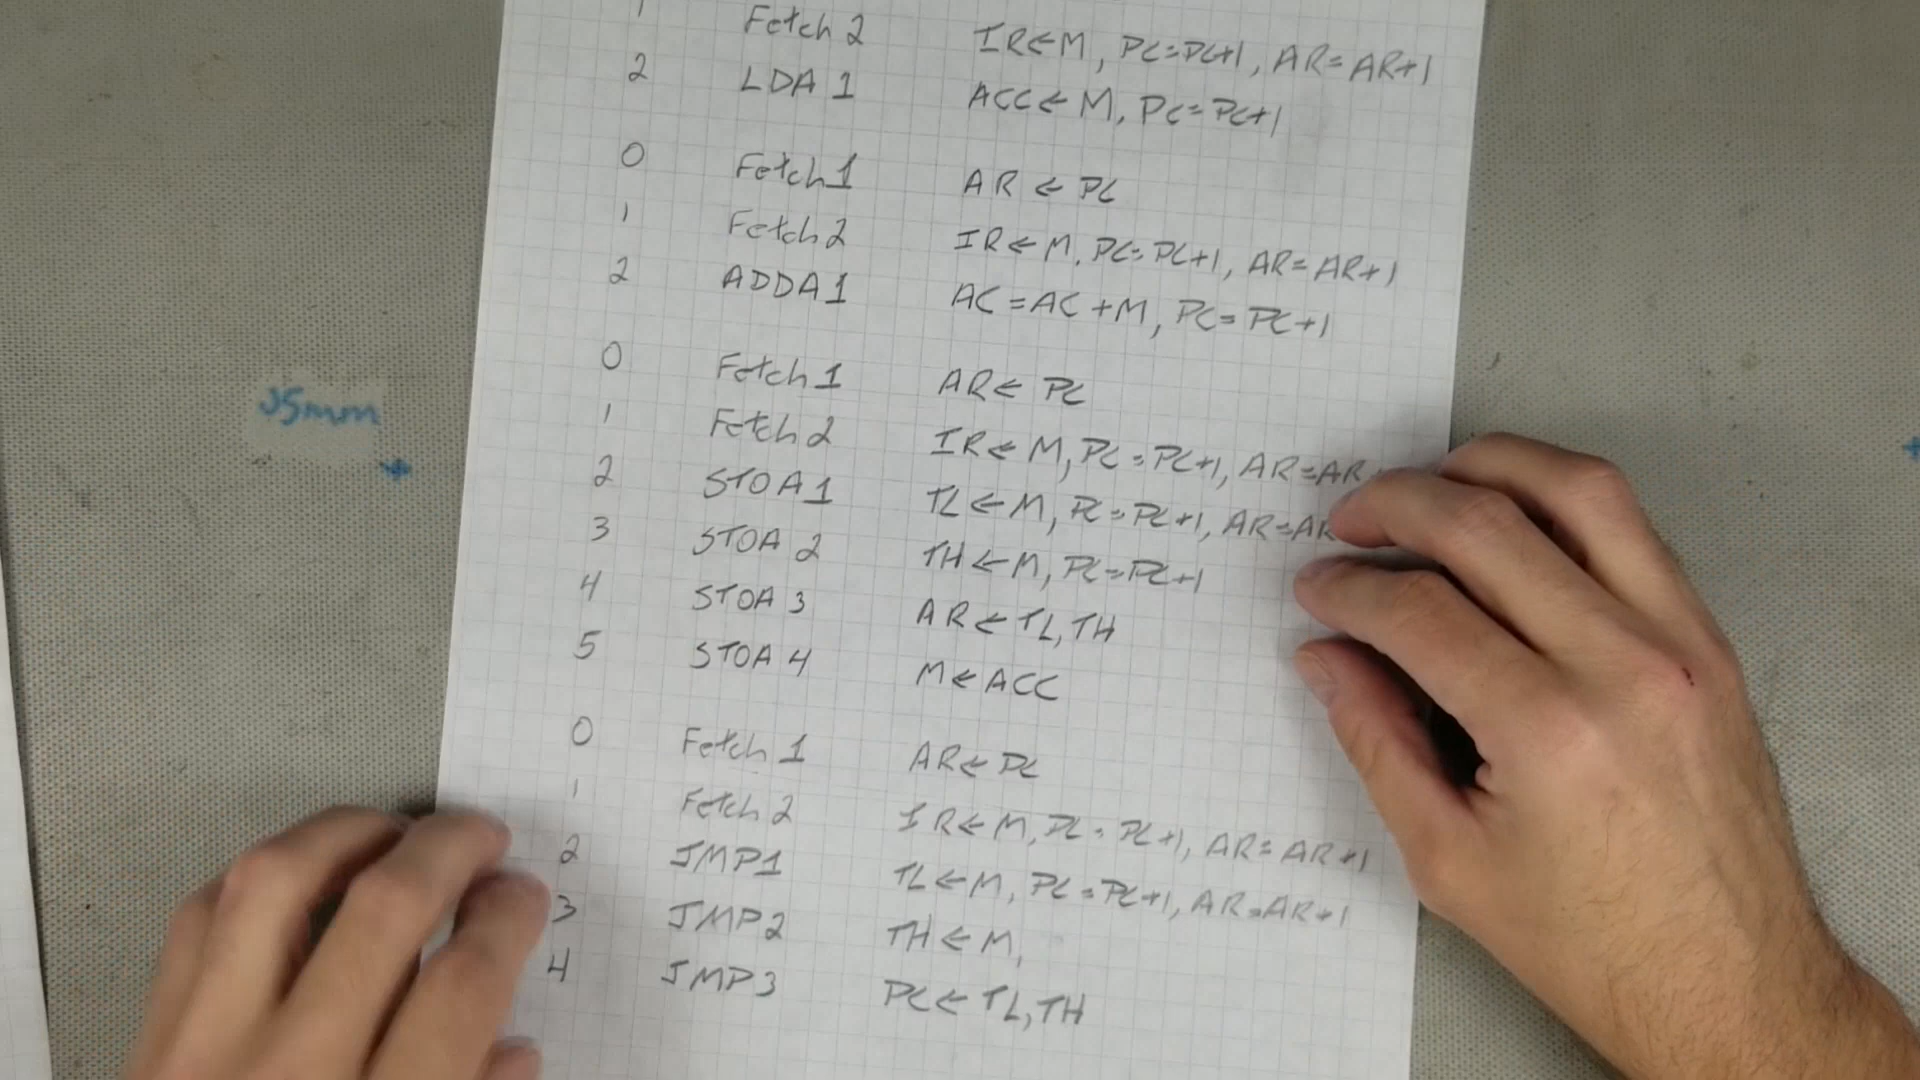 1 Fetch 2 IR←M, PC=PC+1, AR=AR+1
2 LDA 1 ACC←M, PC=PC+1
0 Fetch 1 AR←PC
1 Fetch 2 IR←M, PC=PC+1, AR=AR+1
2 ADDA1 AC=AC+M, PC=PC+1
0 Fetch 1 AR←PC
1 Fetch 2 IR←M, PC=PC+1, AR=AR
2 STOA1 TL←M, PC=PC+1, AR=AR
3 STOA 2 TH←M, PC=PC+1
4 STOA 3 AR←TL,TH
5 STOA 4 M←ACC
0 Fetch 1 AR←PC
1 Fetch 2 IR←M, PC=PC+1, AR=AR+1
2 JMP1 TL←M, PC=PC+1, AR=AR+1
3 JMP2 TH←M,
4 JMP3 PC←TL,TH
35mm